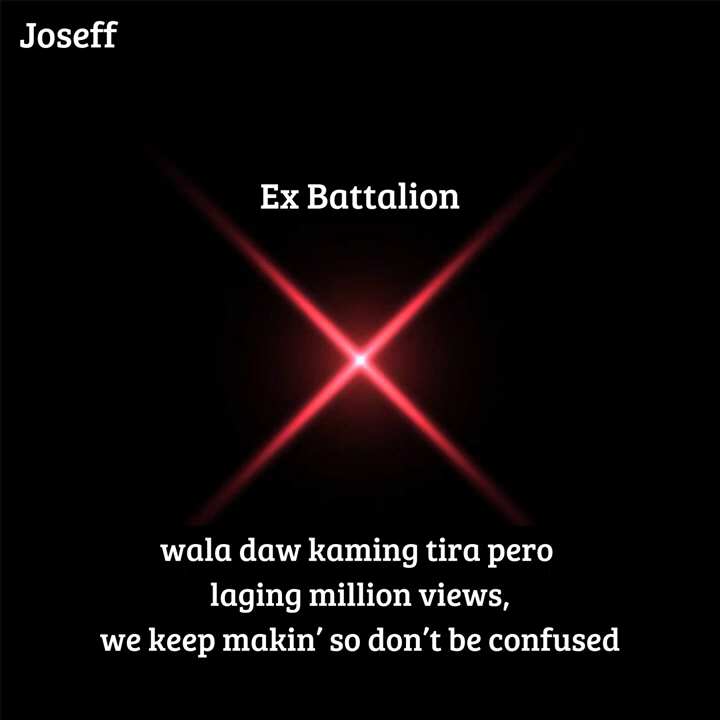 Joseff
Ex Battalion
wala daw kaming tira pero
laging million views,
we keep makin’ so don’t be confused